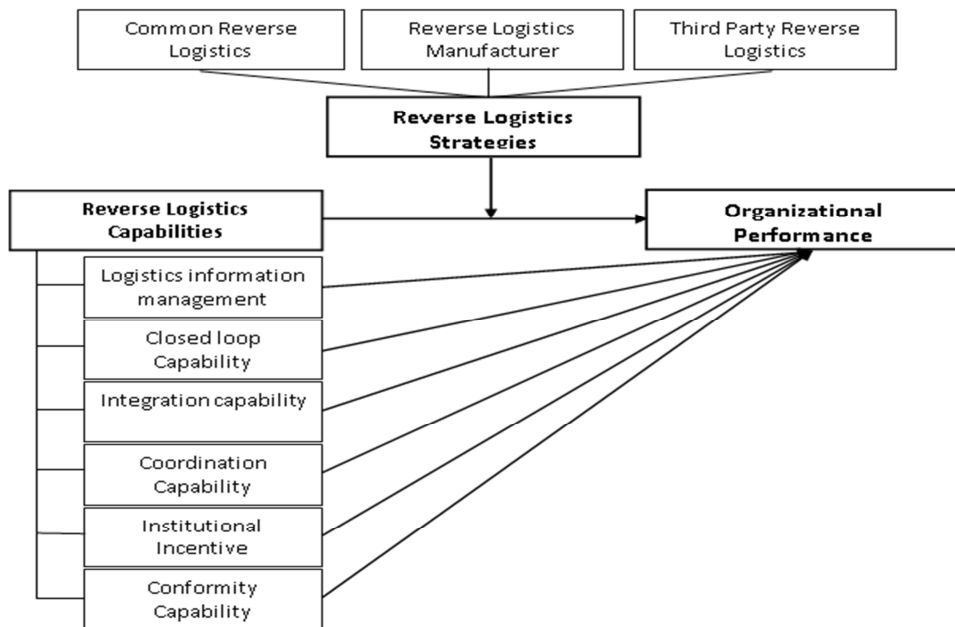 Common Reverse
Logistics
Reverse Logistics
Manufacturer
Third Party Reverse
Logistics
Reverse Logistics
Strategies
Reverse Logistics
Capabilities
Organizational
Performance
Logistics information
management
Closed loop
Capability
Integration capability
Coordination
Capability
Institutional
Incentive
Conformity
Capability